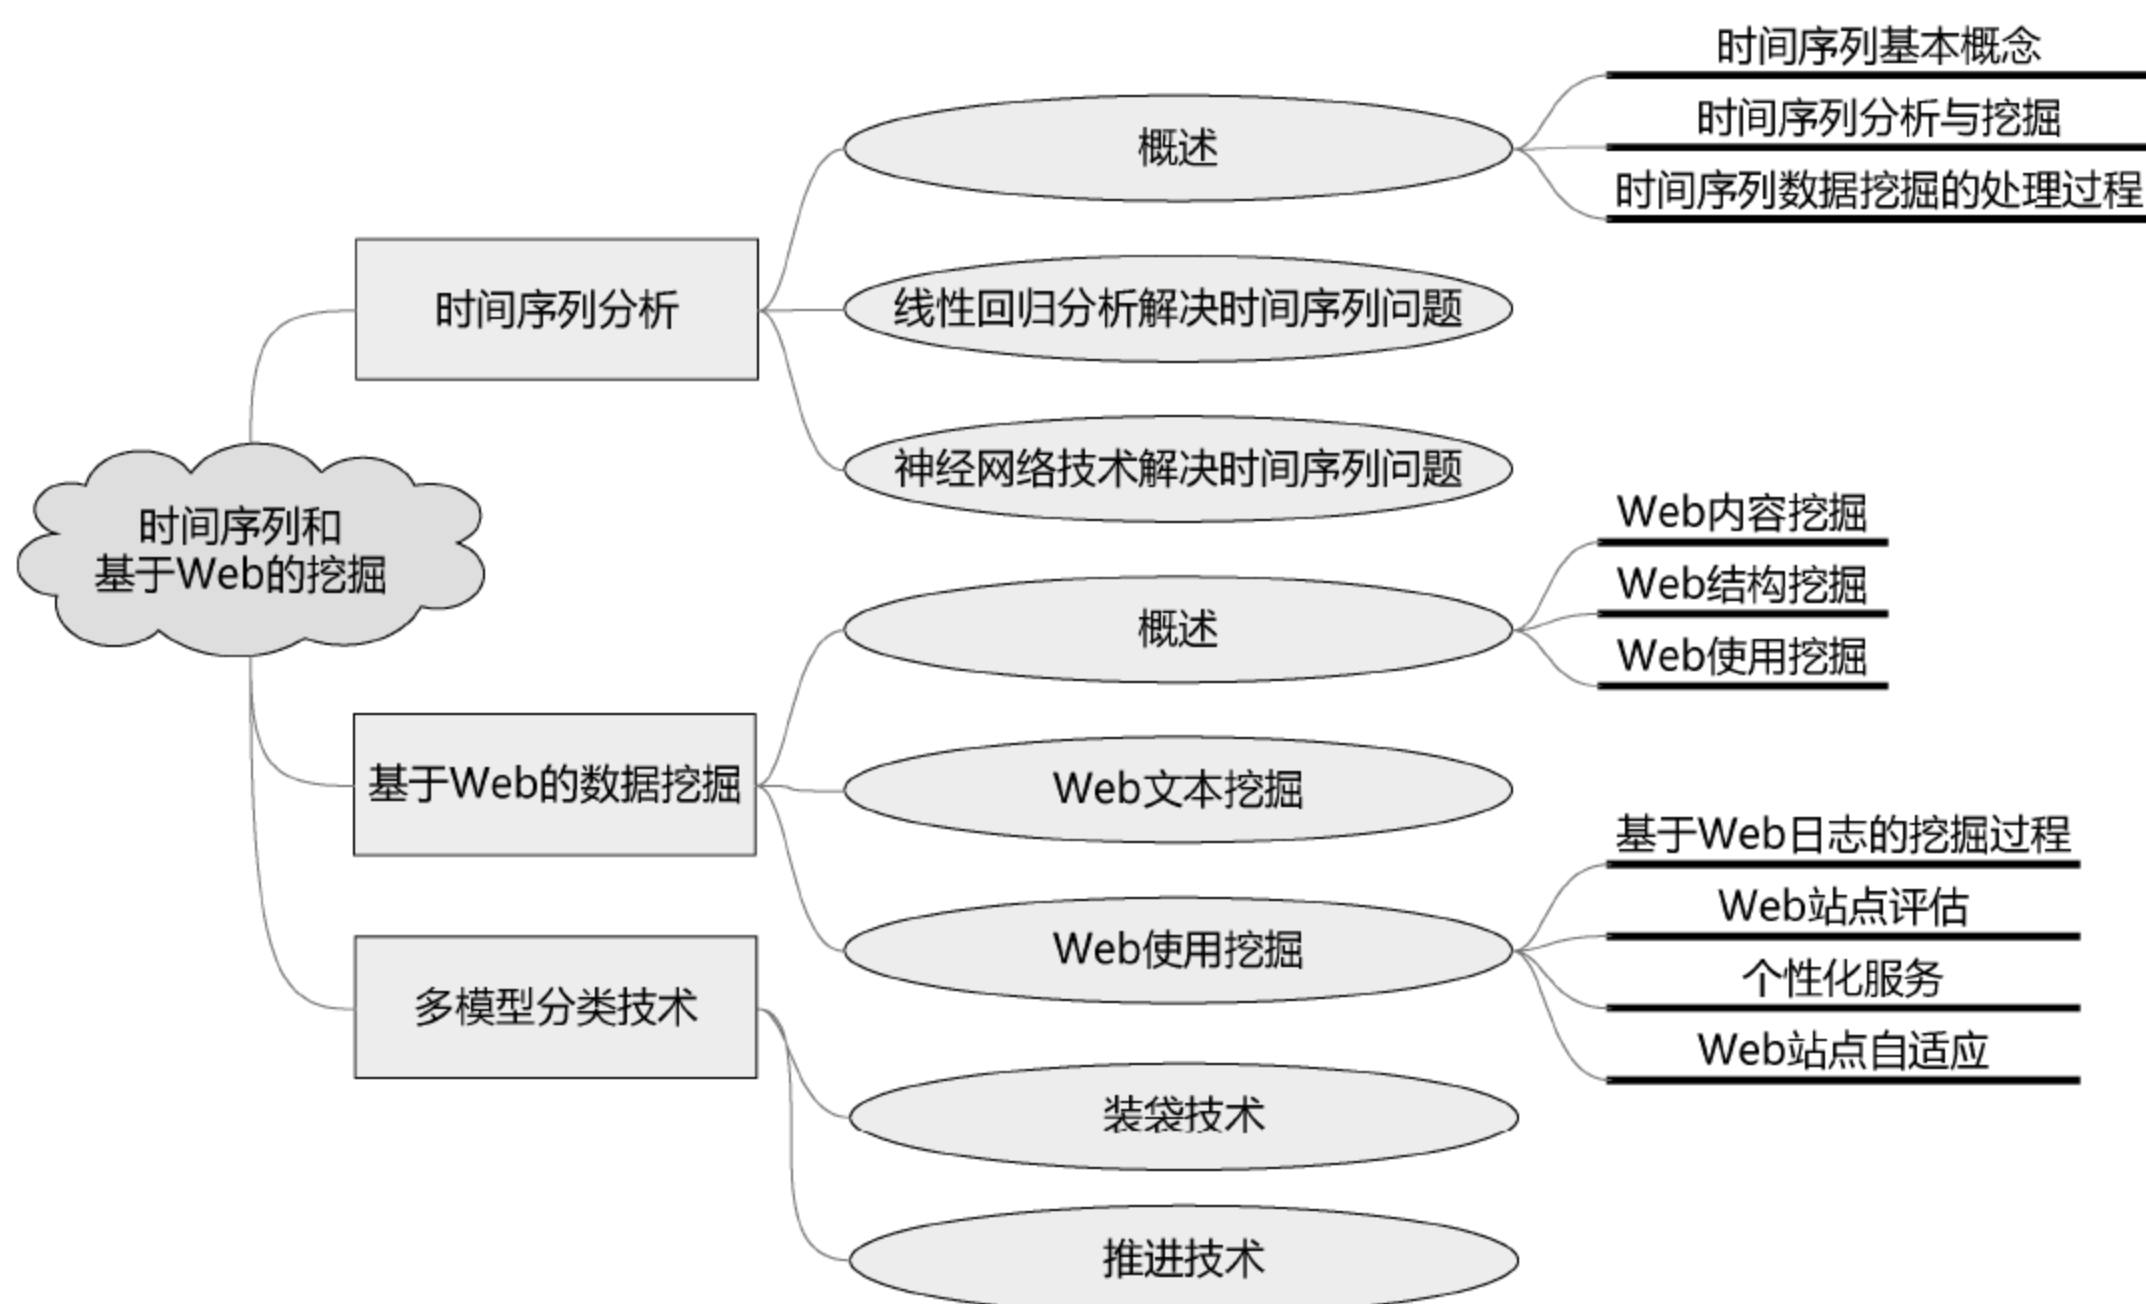 时间序列和
基于Web的挖掘
时间序列分析
概述
时间序列基本概念
时间序列分析与挖掘
时间序列数据挖掘的处理过程
线性回归分析解决时间序列问题
神经网络技术解决时间序列问题
基于Web的数据挖掘
概述
Web内容挖掘
Web结构挖掘
Web使用挖掘
Web文本挖掘
Web使用挖掘
基于Web日志的挖掘过程
Web站点评估
个性化服务
Web站点自适应
多模型分类技术
装袋技术
推进技术